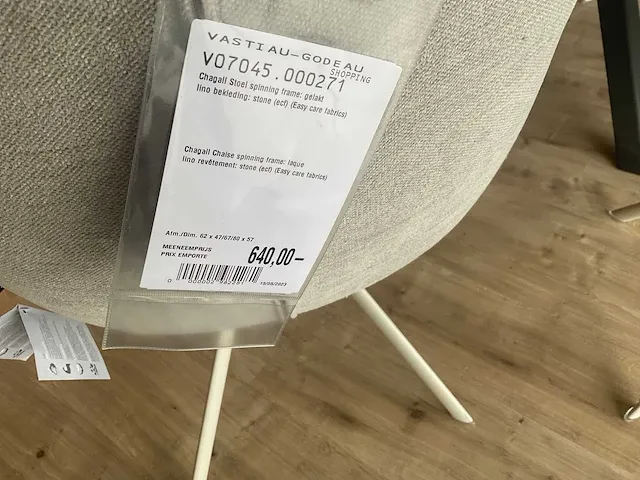 VASTIAU-GODEAU
SHOPPING
V07045.000271
Chagall Stoel spinning frame: gelakt
lino bekleding: stone (ecf) (Easy care fabrics)
Chagall Chaise spinning frame: laque
lino revêtement: stone (ecf) (Easy care fabrics)
Afm./Dim. 62 x 47/67/80 x 57
MEENEEMPRIJS
PRIX EMPORTE
640,00–